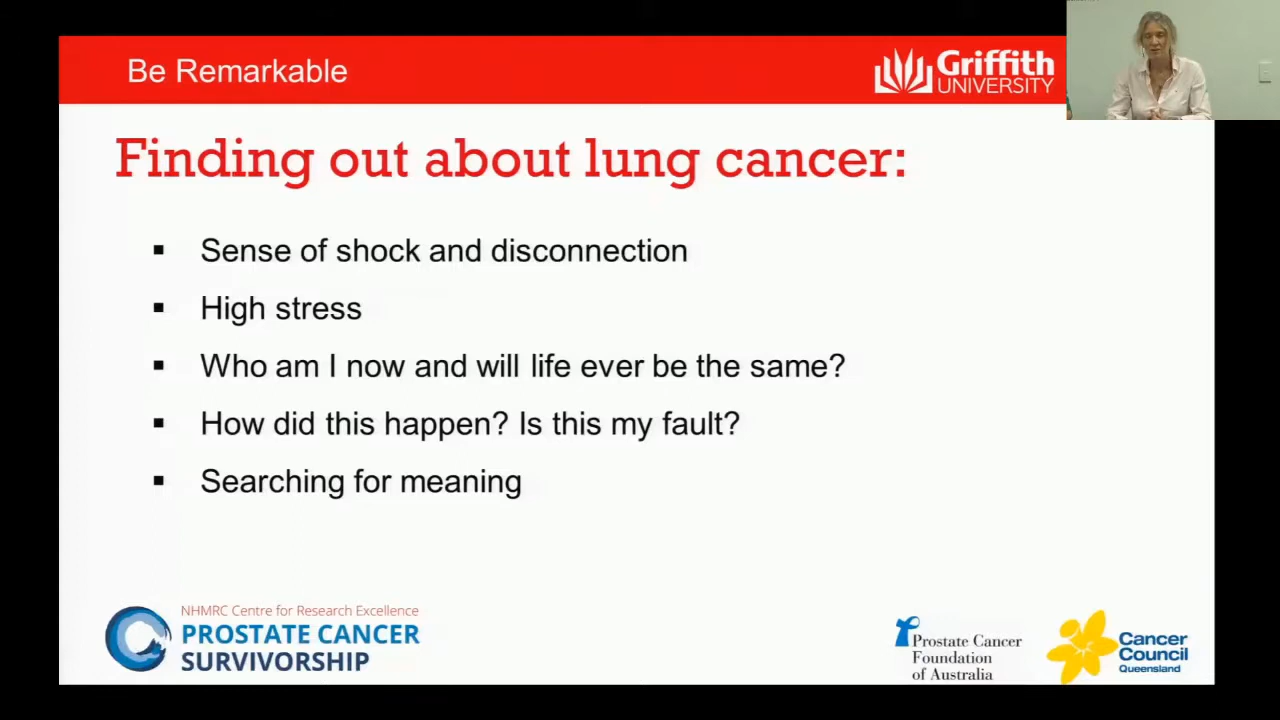 Be Remarkable
Griffith
UNIVERSITY
Finding out about lung cancer:
▪ Sense of shock and disconnection
▪ High stress
▪ Who am I now and will life ever be the same?
▪ How did this happen? Is this my fault?
▪ Searching for meaning
NHMRC Centre for Research Excellence
PROSTATE CANCER
SURVIVORSHIP
Prostate Cancer
Foundation
of Australia
Cancer
Council
Queensland